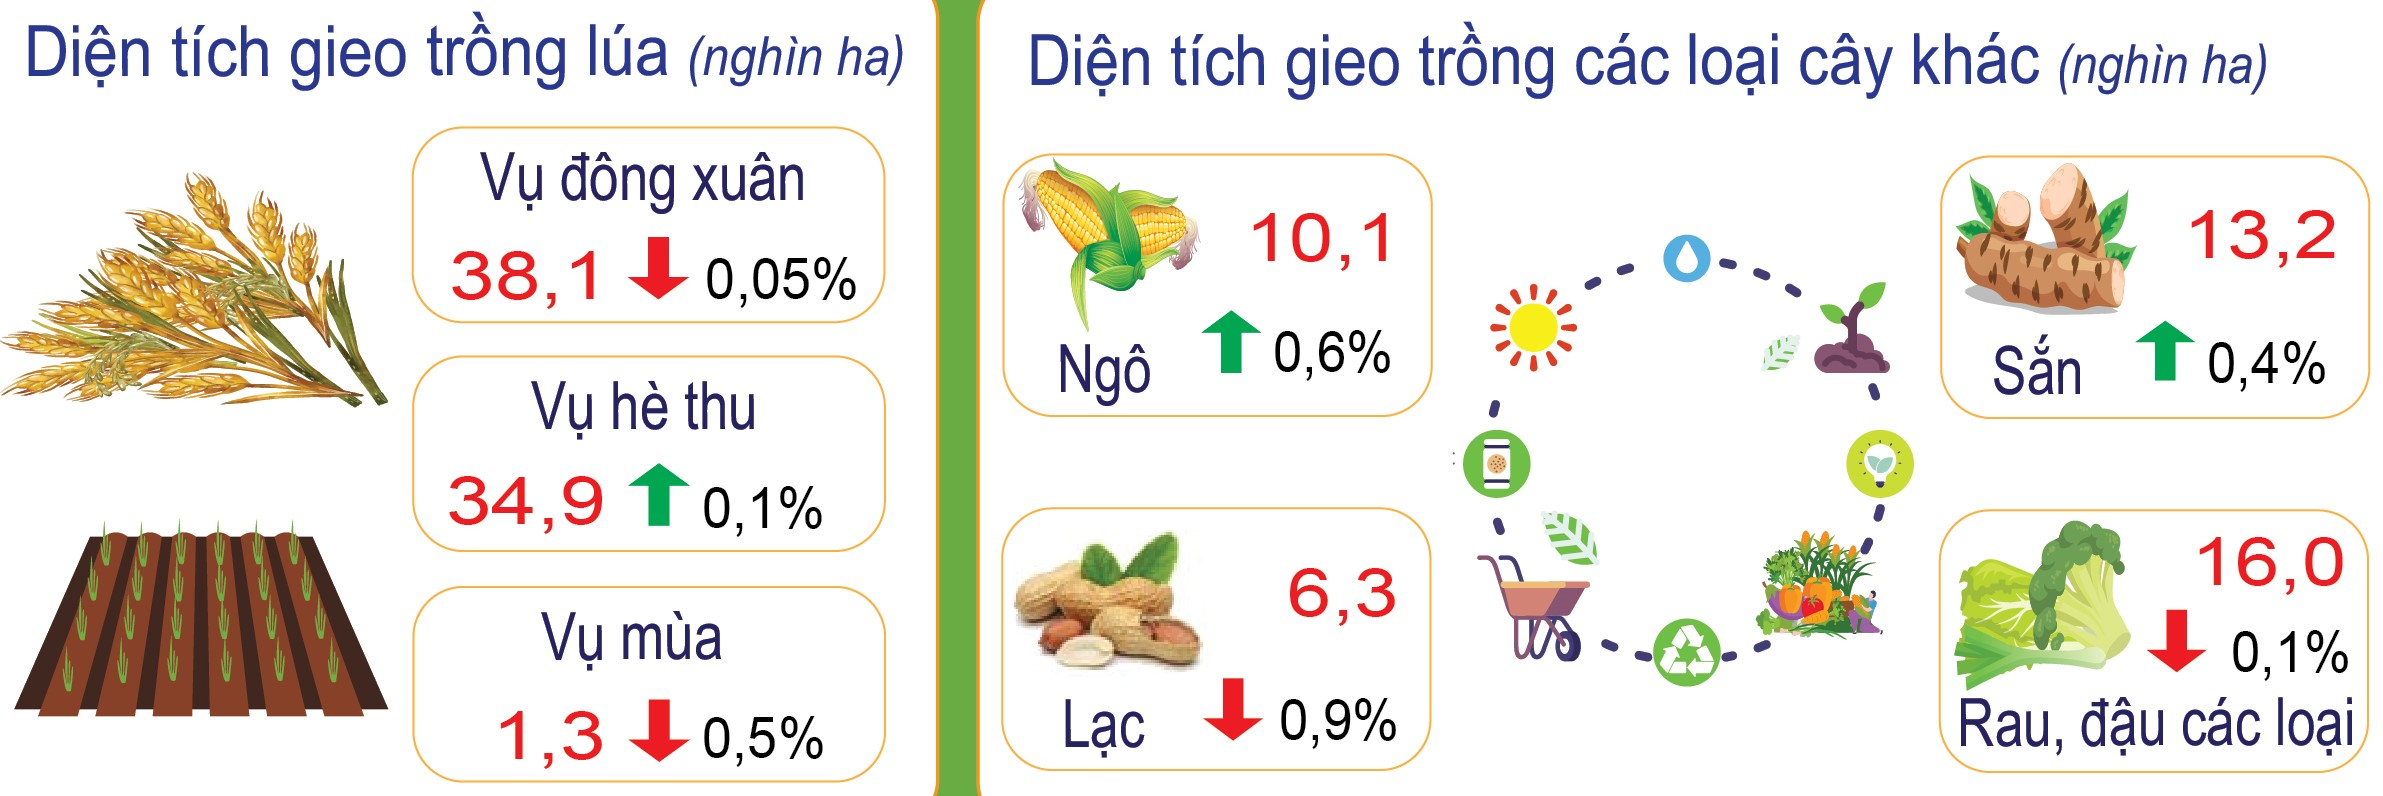 Diện tích gieo trồng lúa (nghìn ha)
Vụ đông xuân
38,1 0,05%
Vụ hè thu
34,9 0,1%
Vụ mùa
1,3 0,5%
Diện tích gieo trồng các loại cây khác (nghìn ha)
10,1
Ngô 0,6%
13,2
Sắn 0,4%
6,3
Lạc 0,9%
16,0
0,1%
Rau, đậu các loại